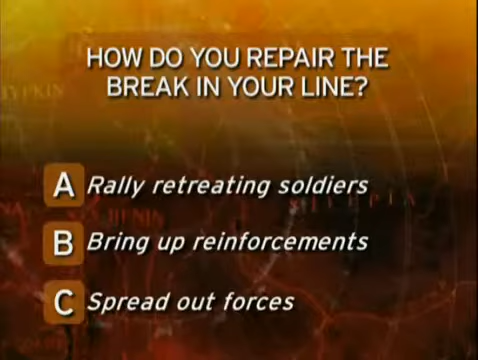 HOW DO YOU REPAIR THE
BREAK IN YOUR LINE?
A Rally retreating soldiers
B Bring up reinforcements
C Spread out forces